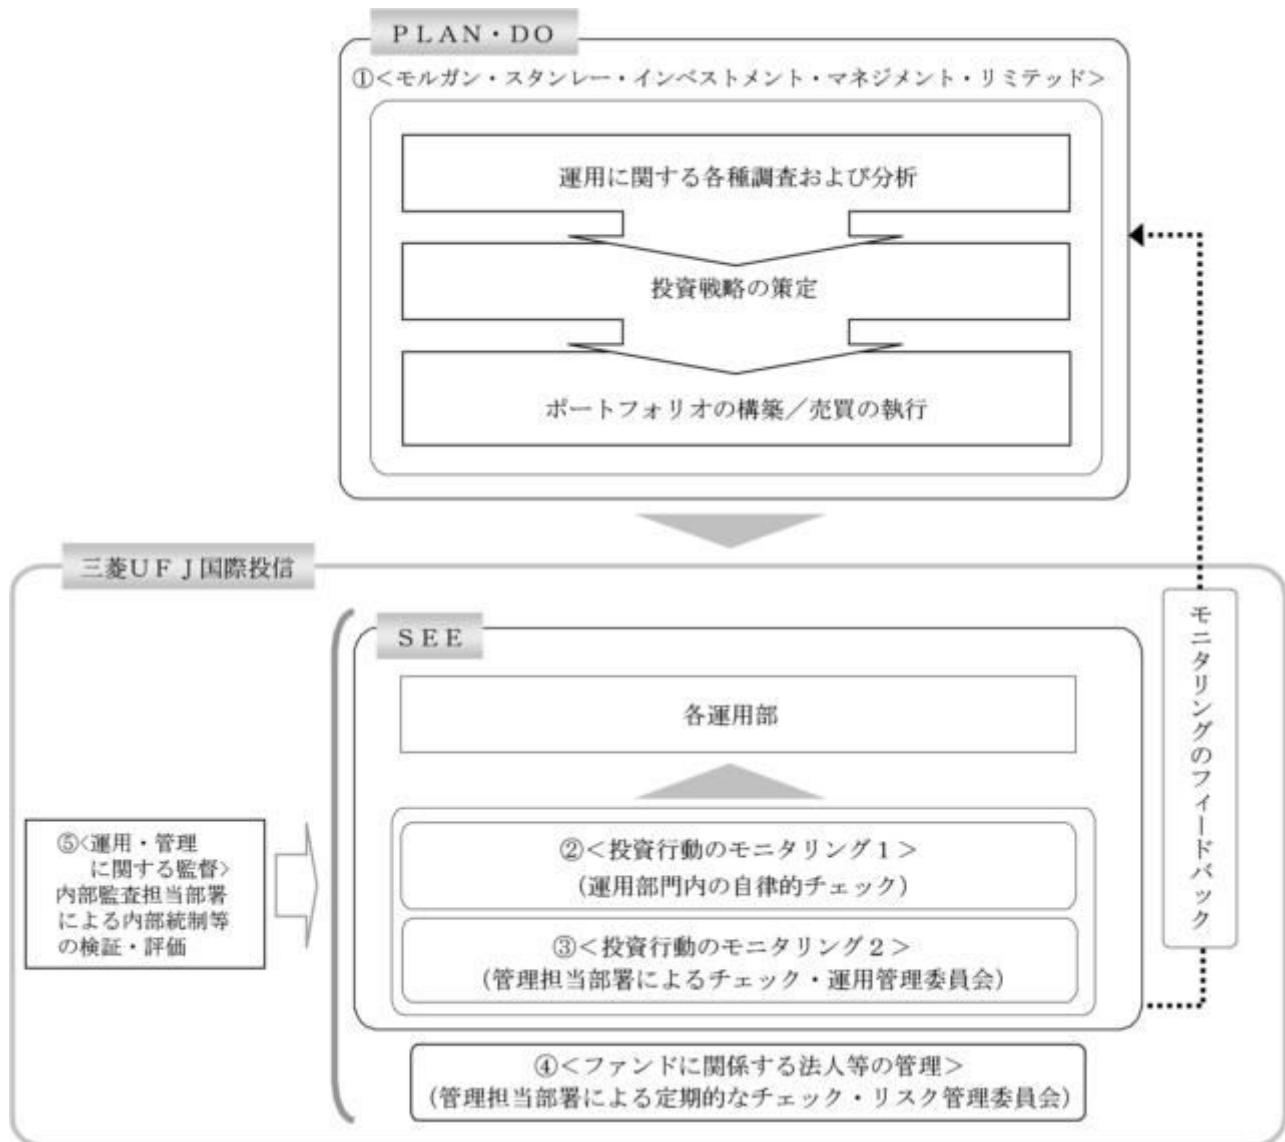 ＰＬＡＮ・ＤＯ
①＜モルガン・スタンレー・インベストメント・マネジメント・リミテッド＞
運用に関する各種調査および分析
投資戦略の策定
ポートフォリオの構築／売買の執行
三菱ＵＦＪ国際投信
ＳＥＥ
各運用部
②＜投資行動のモニタリング１＞
（運用部門内の自律的チェック）
③＜投資行動のモニタリング２＞
（管理担当部署によるチェック・運用管理委員会）
④＜ファンドに関係する法人等の管理＞
（管理担当部署による定期的なチェック・リスク管理委員会）
⑤<運用・管理
に関する監督>
内部監査担当部署
による内部統制等
の検証・評価
モニタリングのフィードバック